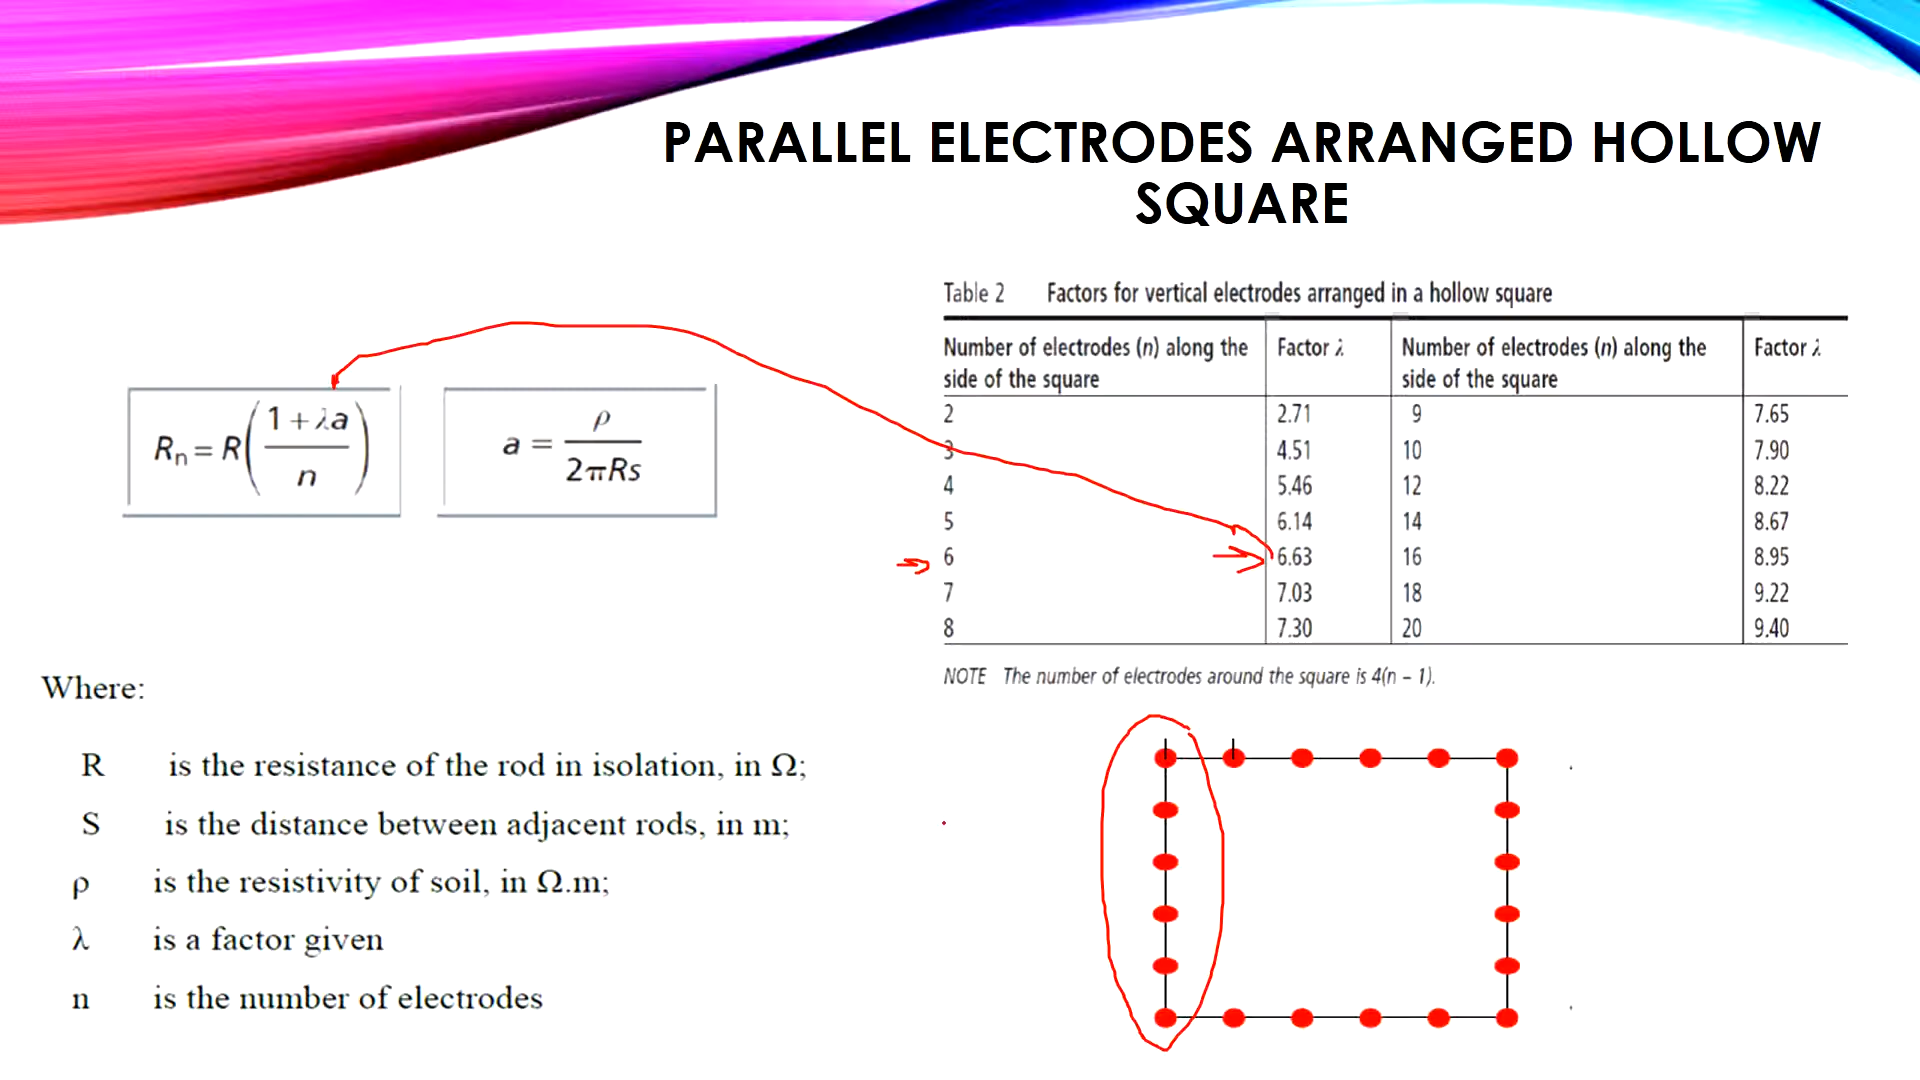 PARALLEL ELECTRODES ARRANGED HOLLOW
SQUARE
R_n = R((1 + λa)/n)
a = ρ/(2πRs)
Table 2 Factors for vertical electrodes arranged in a hollow square
Number of electrodes (n) along the side of the square | Factor λ | Number of electrodes (n) along the side of the square | Factor λ
2 2.71 9 7.65
3 4.51 10 7.90
4 5.46 12 8.22
5 6.14 14 8.67
6 6.63 16 8.95
7 7.03 18 9.22
8 7.30 20 9.40
NOTE The number of electrodes around the square is 4(n – 1).
Where:
R is the resistance of the rod in isolation, in Ω;
S is the distance between adjacent rods, in m;
ρ is the resistivity of soil, in Ω.m;
λ is a factor given
n is the number of electrodes